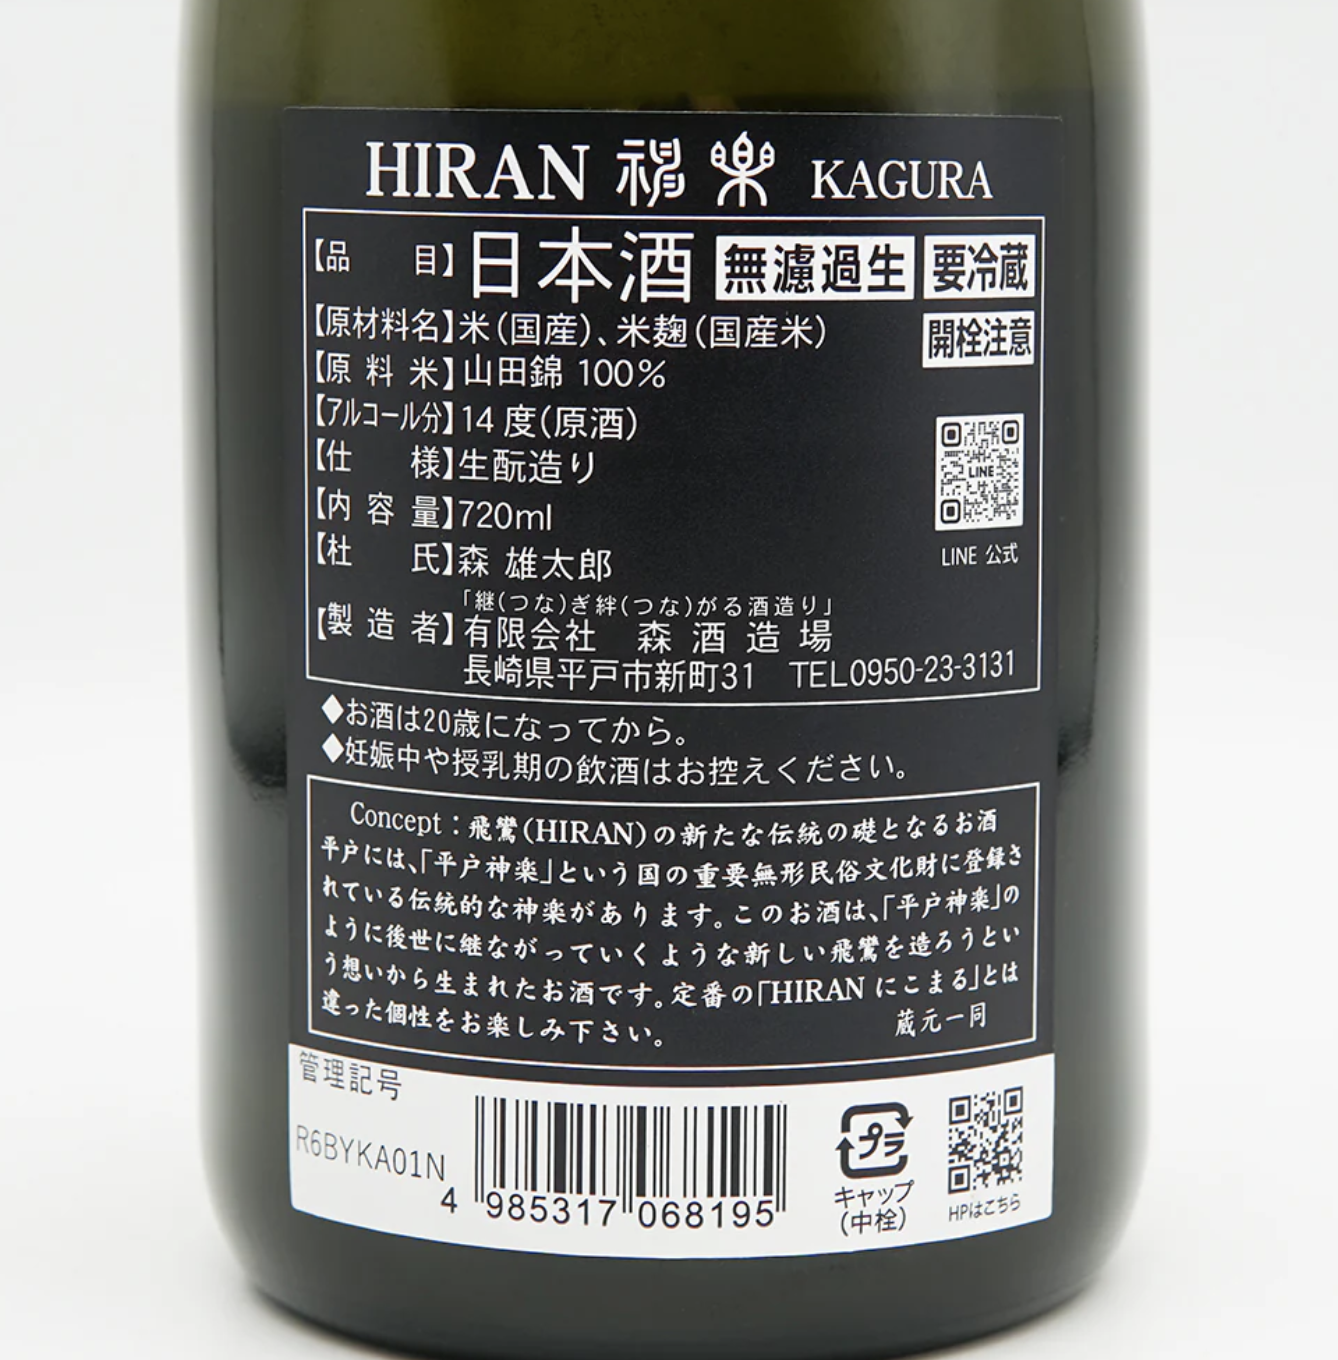 HIRAN 神楽 KAGURA
【品 目】日本酒 無濾過生 要冷蔵
【原材料名】米(国産)、米麹(国産米) 開栓注意
【原 料 米】山田錦 100%
【アルコール分】14 度(原酒)
【仕 様】生酛造り
LINE
【内 容 量】720ml
【杜 氏】森 雄太郎
LINE 公式
「継(つな)ぎ絆(つな)がる酒造り」
【製 造 者】有限会社 森 酒 造 場
長崎県平戸市新町31 TEL0950-23-3131
◆お酒は20歳になってから。
◆妊娠中や授乳期の飲酒はお控えください。
Concept：飛鸞(HIRAN)の新たな伝統の礎となるお酒
平戸には、「平戸神楽」という国の重要無形民俗文化財に登録さ
れている伝統的な神楽があります。このお酒は、「平戸神楽」の
ように後世に継ながっていくような新しい飛鸞を造ろうとい
う想いから生まれたお酒です。定番の「HIRAN にこまる」とは
違った個性をお楽しみ下さい。
蔵元一同
管理記号
R6BYKA01N
4 985317 068195
プラ
キャップ
(中栓)
HPはこちら